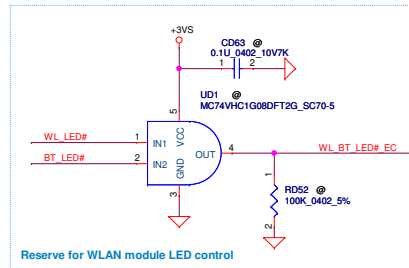 +3VS
CD63 @
0.1U_0402_10V7K
1 2
UD1 @
MC74VHC1G08DFT2G_SC70-5
5
WL_LED# 1 IN1 VCC
OUT 4 WL_BT_LED#_EC
BT_LED# 2 IN2 GND
3
1
RD52 @
100K_0402_5%
2
Reserve for WLAN module LED control